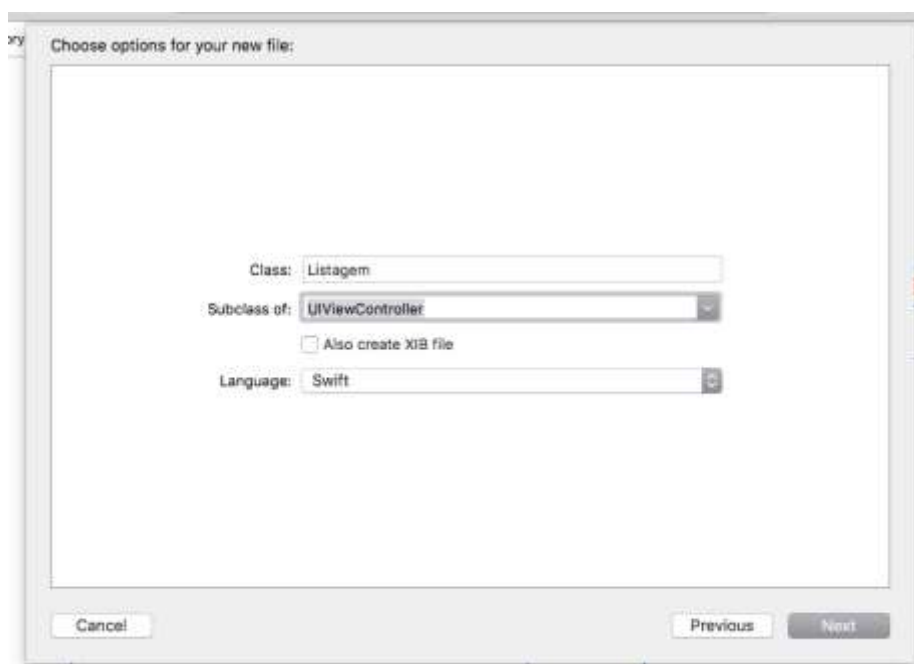 ory
Choose options for your new file:
Class: Listagem
Subclass of: UIViewController
Also create XIB file
Language: Swift
Cancel Previous Next